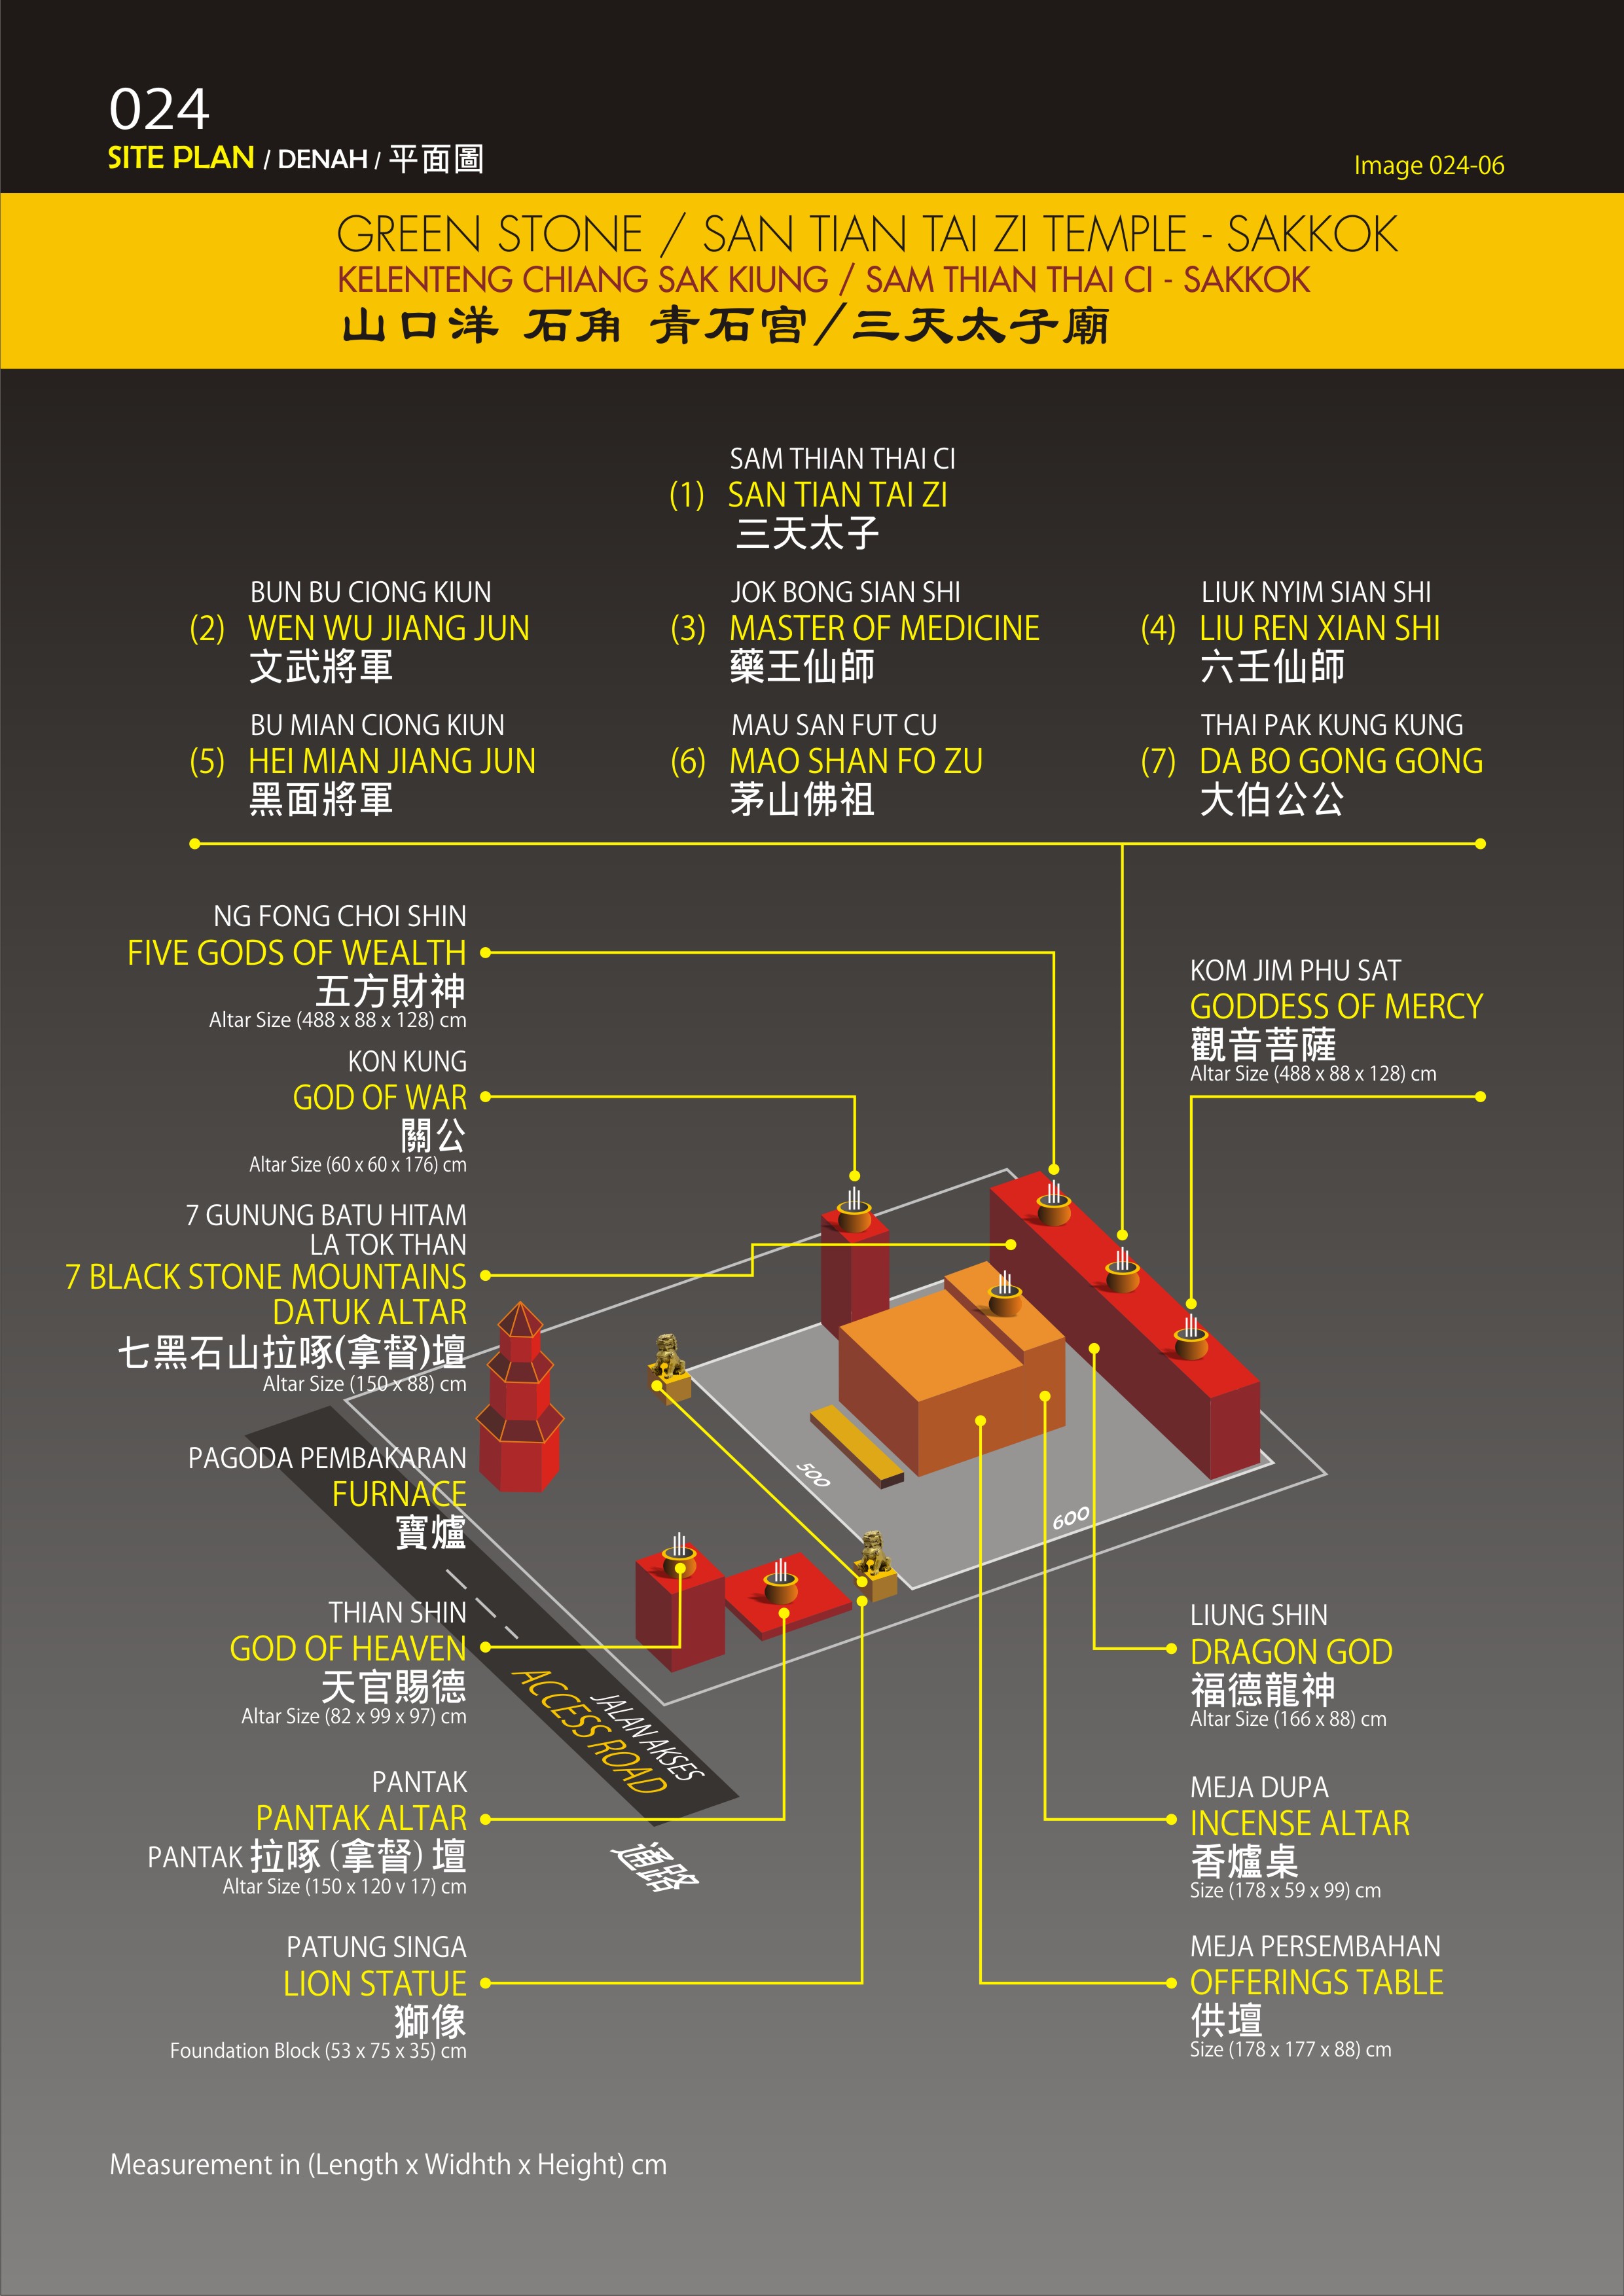 024
SITE PLAN / DENAH / 平面圖
Image 024-06
GREEN STONE / SAN TIAN TAI ZI TEMPLE - SAKKOK
KELENTENG CHIANG SAK KIUNG / SAM THIAN THAI CI - SAKKOK
山口洋 石角 青石宫/三天太子廟
SAM THIAN THAI CI
(1) SAN TIAN TAI ZI
三天太子
BUN BU CIONG KIUN
(2) WEN WU JIANG JUN
文武將軍
JOK BONG SIAN SHI
(3) MASTER OF MEDICINE
藥王仙師
LIUK NYIM SIAN SHI
(4) LIU REN XIAN SHI
六壬仙師
BU MIAN CIONG KIUN
(5) HEI MIAN JIANG JUN
黑面將軍
MAU SAN FUT CU
(6) MAO SHAN FO ZU
茅山佛祖
THAI PAK KUNG KUNG
(7) DA BO GONG GONG
大伯公公
NG FONG CHOI SHIN
FIVE GODS OF WEALTH
五方財神
Altar Size (488 x 88 x 128) cm
KOM JIM PHU SAT
GODDESS OF MERCY
觀音菩薩
Altar Size (488 x 88 x 128) cm
KON KUNG
GOD OF WAR
關公
Altar Size (60 x 60 x 176) cm
7 GUNUNG BATU HITAM
LA TOK THAN
7 BLACK STONE MOUNTAINS
DATUK ALTAR
七黑石山拉啄(拿督)壇
Altar Size (150 x 88) cm
PAGODA PEMBAKARAN
FURNACE
寶爐
500
600
THIAN SHIN
GOD OF HEAVEN
天官賜德
Altar Size (82 x 99 x 97) cm
JALAN AKSES
ACCESS ROAD
通路
PANTAK
PANTAK ALTAR
PANTAK 拉啄 (拿督) 壇
Altar Size (150 x 120 v 17) cm
PATUNG SINGA
LION STATUE
獅像
Foundation Block (53 x 75 x 35) cm
LIUNG SHIN
DRAGON GOD
福德龍神
Altar Size (166 x 88) cm
MEJA DUPA
INCENSE ALTAR
香爐桌
Size (178 x 59 x 99) cm
MEJA PERSEMBAHAN
OFFERINGS TABLE
供壇
Size (178 x 177 x 88) cm
Measurement in (Length x Widhth x Height) cm